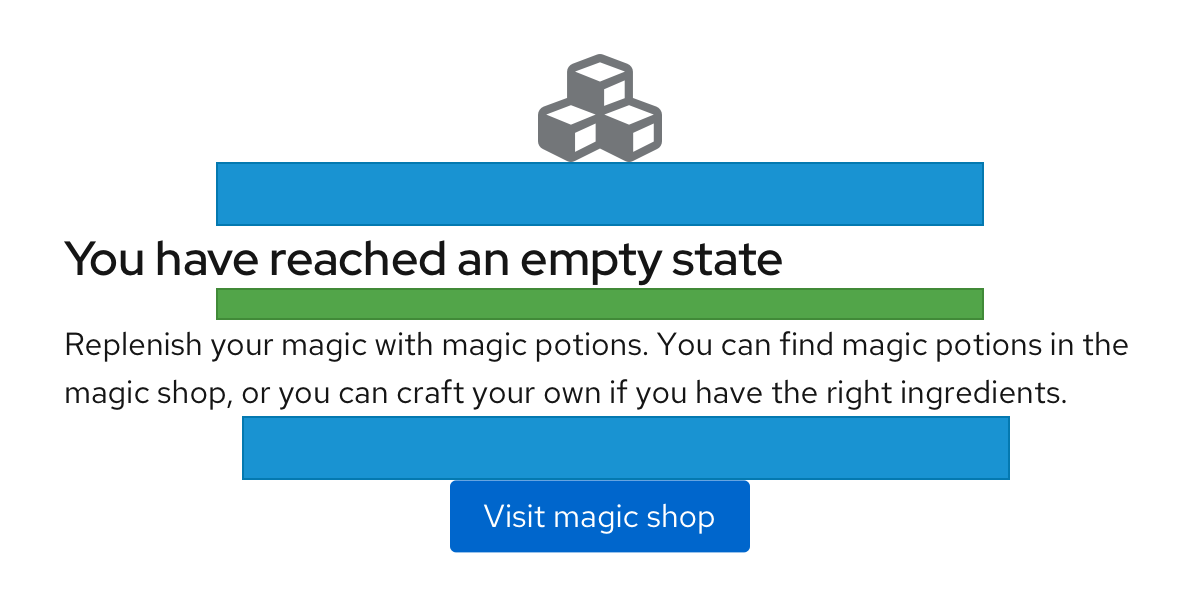 You have reached an empty state
Replenish your magic with magic potions. You can find magic potions in the
magic shop, or you can craft your own if you have the right ingredients.
Visit magic shop